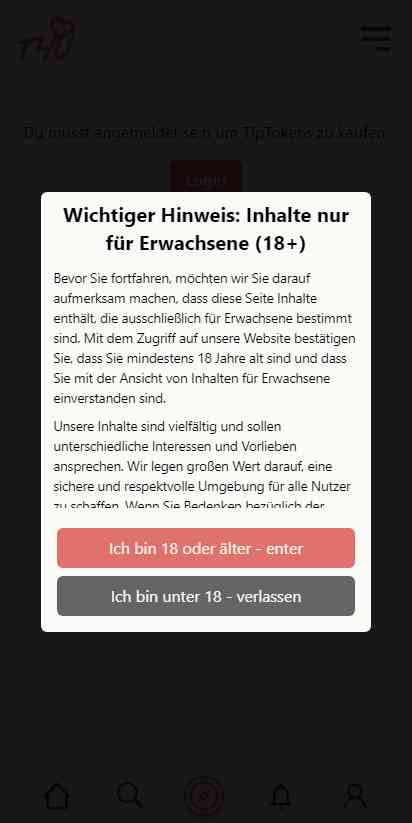 Du musst angemeldet sein um TipTokens zu kaufen
Login
Wichtiger Hinweis: Inhalte nur
für Erwachsene (18+)
Bevor Sie fortfahren, möchten wir Sie darauf
aufmerksam machen, dass diese Seite Inhalte
enthält, die ausschließlich für Erwachsene bestimmt
sind. Mit dem Zugriff auf unsere Website bestätigen
Sie, dass Sie mindestens 18 Jahre alt sind und dass
Sie mit der Ansicht von Inhalten für Erwachsene
einverstanden sind.
Unsere Inhalte sind vielfältig und sollen
unterschiedliche Interessen und Vorlieben
ansprechen. Wir legen großen Wert darauf, eine
sichere und respektvolle Umgebung für alle Nutzer
zu schaffen. Wenn Sie Bedenken bezüglich der
Ich bin 18 oder älter - enter
Ich bin unter 18 - verlassen